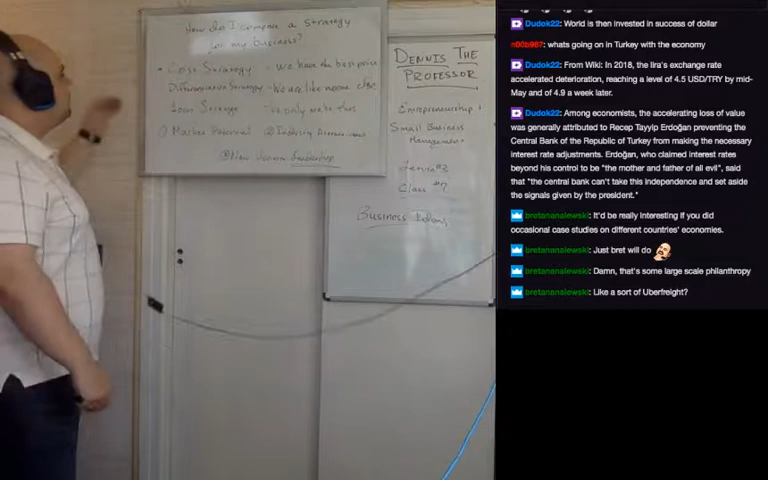 How do I compare a Strategy
for my business?
• Cost Strategy - we have the best price
Differentiation Strategy - We are like no one else
Focus Strategy - we only make this
① Market Potential ② Industry
③ New Venture
DENNIS THE
PROFESSOR
Entrepreneurship +
Small Business
Management
Class #7
Business
Dudok22: World is then invested in success of dollar
n00b987: whats going on in Turkey with the economy
Dudok22: From Wiki: In 2018, the lira's exchange rate
accelerated deterioration, reaching a level of 4.5 USD/TRY by mid-
May and of 4.9 a week later.
Dudok22: Among economists, the accelerating loss of value
was generally attributed to Recep Tayyip Erdoğan preventing the
Central Bank of the Republic of Turkey from making the necessary
interest rate adjustments. Erdoğan, who claimed interest rates
beyond his control to be "the mother and father of all evil", said
that "the central bank can't take this independence and set aside
the signals given by the president."
bretananalewski: It'd be really interesting if you did
occasional case studies on different countries' economies.
bretananalewski: Just bret will do
bretananalewski: Damn, that's some large scale philanthropy
bretananalewski: Like a sort of Uberfreight?